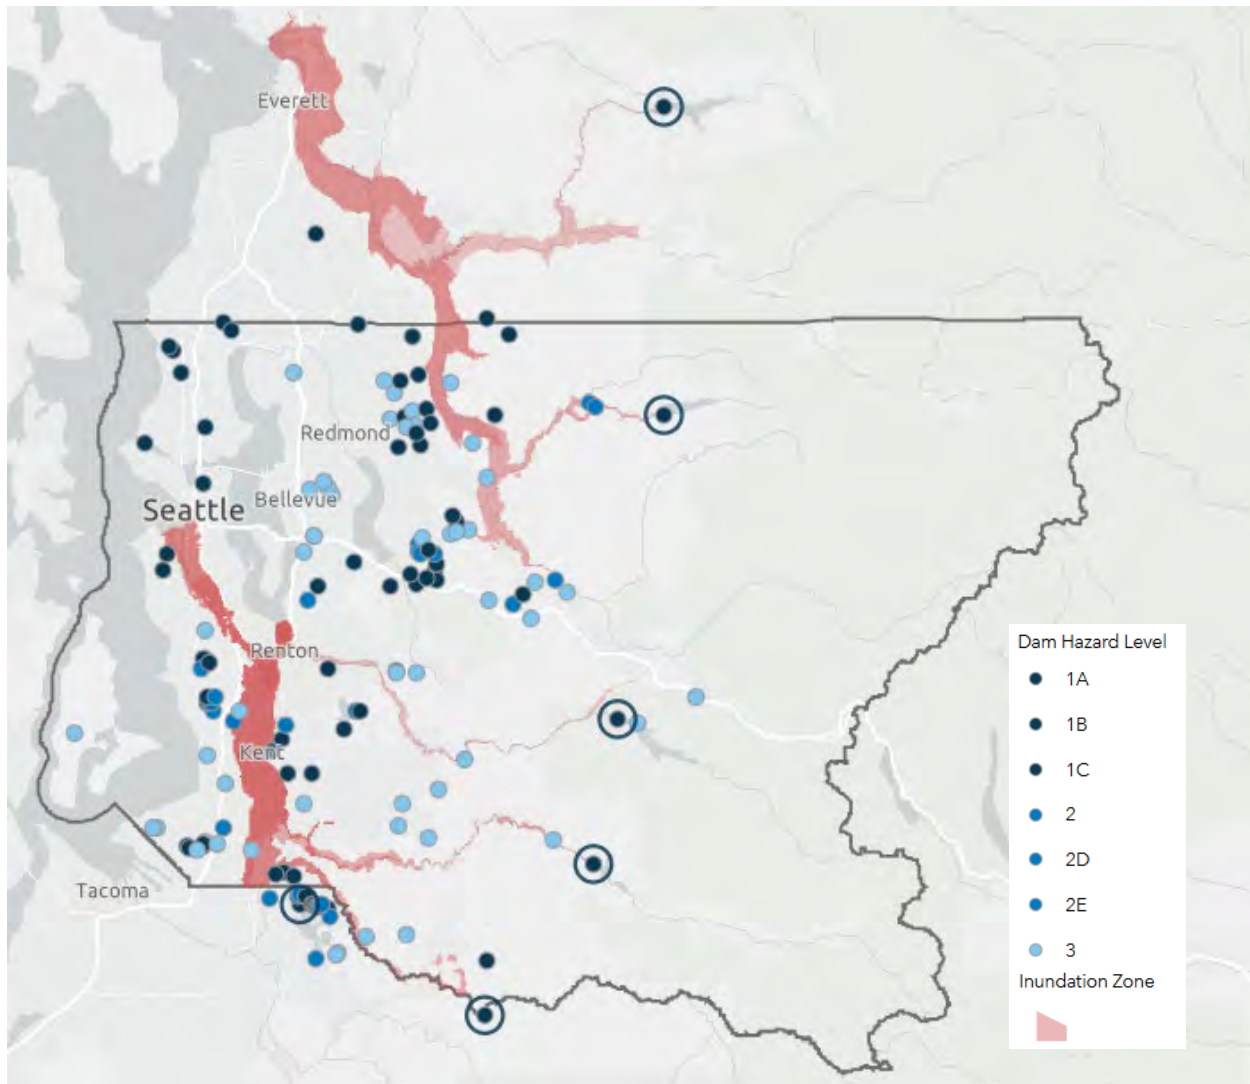 Everett
Redmond
Seattle
Bellevue
Renton
Kent
Tacoma
Dam Hazard Level
1A
1B
1C
2
2D
2E
3
Inundation Zone